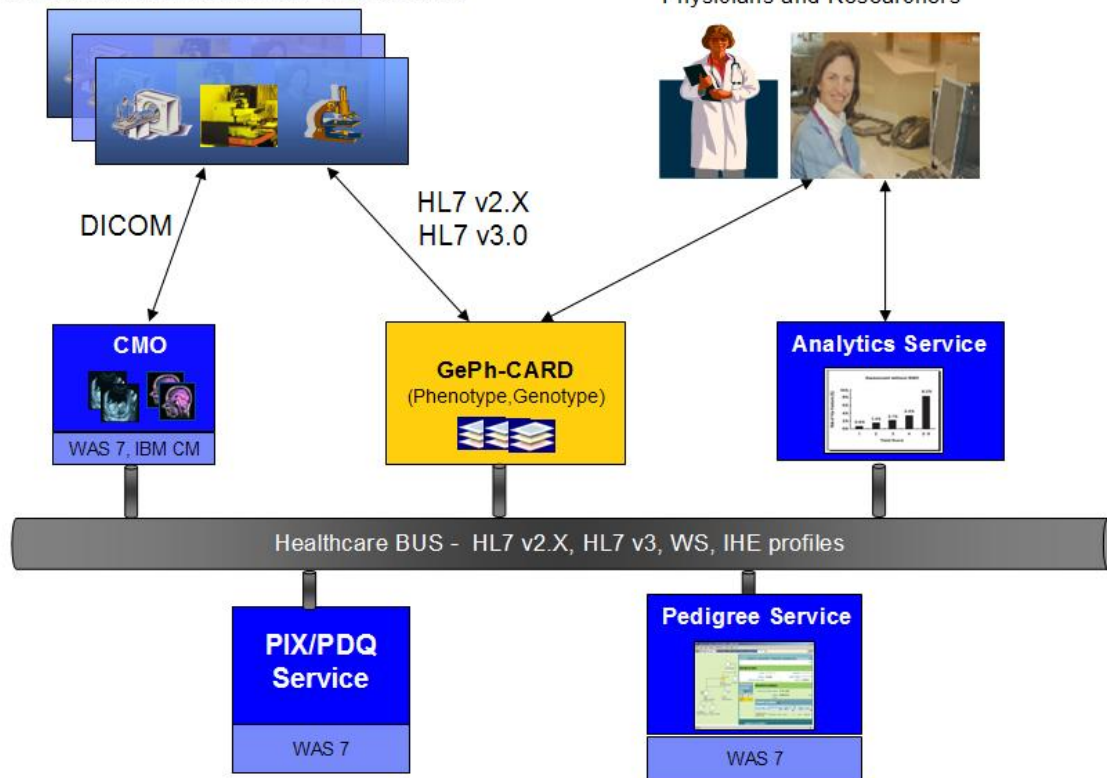 Physicians and Researchers
DICOM
HL7 v2.X
HL7 v3.0
CMO
WAS 7, IBM CM
GePh-CARD
(Phenotype,Genotype)
Analytics Service
Healthcare BUS - HL7 v2.X, HL7 v3, WS, IHE profiles
PIX/PDQ
Service
WAS 7
Pedigree Service
WAS 7